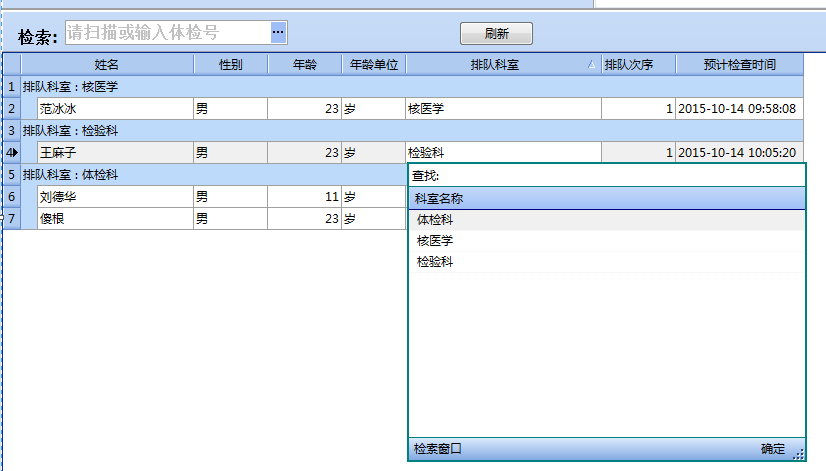 检索: 请扫描或输入体检号 ... 刷新
姓名 性别 年龄 年龄单位 排队科室 排队次序 预计检查时间
1 排队科室：核医学
2 范冰冰 男 23 岁 核医学 1 2015-10-14 09:58:08
3 排队科室：检验科
4 王麻子 男 23 岁 检验科 1 2015-10-14 10:05:20
5 排队科室：体检科
6 刘德华 男 11 岁
7 傻根 男 23 岁
查找:
科室名称
体检科
核医学
检验科
检索窗口 确定